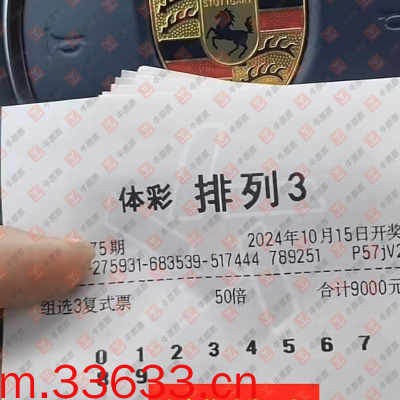 STUTTGART
体彩 排列3
75期 2024年10月15日开奖
-275931-683539-517444 789251 P57jV2
组选3复式票 50倍 合计9000元
0 1 2 3 4 5 6 7
8 9
m.33633.cn